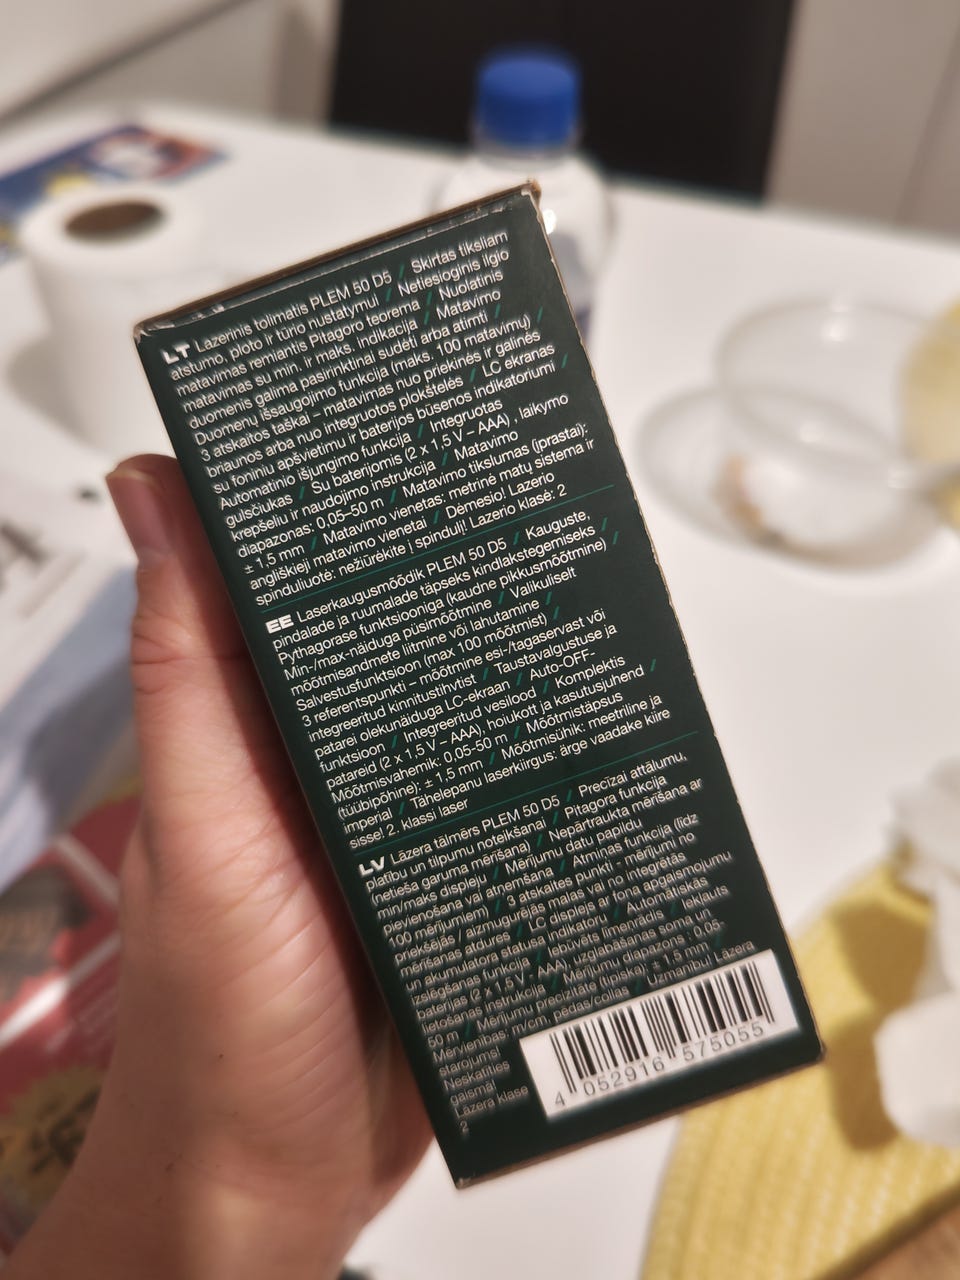 LT Lazerinis tolimatis PLEM 50 D5 / Skirtas tiksliam
atstumo, ploto ir tūrio nustatymui / Netiesioginis ilgio
matavimas remiantis Pitagoro teorema / Nuolatinis
matavimas su min. ir maks. indikacija / Matavimo
duomenis galima pasirinktinai sudėti arba atimti /
Duomenų išsaugojimo funkcija (maks. 100 matavimų) /
3 atskaitos taškai – matavimas nuo priekinės ir galinės
briaunos arba nuo integruotos plokštelės / LC ekranas
su foniniu apšvietimu ir baterijos būsenos indikatoriumi /
Automatinio išjungimo funkcija / Integruotas
gulsčiukas / Su baterijomis (2 x 1,5 V – AAA) , laikymo
krepšeliu ir naudojimo instrukcija / Matavimo
diapazonas: 0,05–50 m / Matavimo tikslumas (įprastai):
± 1,5 mm / Matavimo vienetas: metrinė matų sistema ir
angliškieji matavimo vienetai / Dėmesio! Lazerio
spinduliuotė: nežiūrėkite į spindulį! Lazerio klasė: 2
EE Laserkaugusmõõdik PLEM 50 D5 / Kauguste,
pindalade ja ruumalade täpseks kindlakstegemiseks /
Pythagorase funktsiooniga (kaudne pikkusmõõtmine) /
Min-/max-näiduga püsimõõtmine / Valikuliselt
mõõtmisandmete liitmine või lahutamine /
Salvestusfunktsioon (max 100 mõõtmist) /
3 referentspunkti – mõõtmine esi-/tagaservast või
integreeritud kinnitustihvtist / Taustavalgustuse ja
patarei olekunäiduga LC-ekraan / Auto-OFF-
funktsioon / Integreeritud vesilood / Komplektis
patareid (2 x 1,5 V – AAA), hoiukott ja kasutusjuhend /
Mõõtmisvahemik: 0,05-50 m / Mõõtmistäpsus
(tüübipõhine): ± 1,5 mm / Mõõtmisühik: meetriline ja
imperial / Tähelepanu laserkiirgus: ärge vaadake kiire
sisse! 2. klassi laser
LV Lāzera tālmērs PLEM 50 D5 / Precīzai attālumu,
platību un tilpumu noteikšanai / Pitagora funkcija
(netieša garuma mērīšana) / Nepārtraukta mērīšana ar
min/maks displeju / Mērījumu datu papildu
pievienošana vai atņemšana / Atmiņas funkcija (līdz
100 mērījumiem) / 3 atskaites punkti - mērījumi no
priekšējās / aizmugurējās malas vai no integrētās
mērīšanas atdures / LC displejs ar fona apgaismojumu
un akumulatora statusa indikatoru / Automātiskās
izslēgšanas funkcija / Iebūvēts līmeņrādis / Iekļauts
baterijas (2 x 1,5 V - AAA), uzglabāšanas soma un
lietošanas instrukcija / Mērījumu diapazons : 0,05-
50 m / Mērījumu precizitāte (tipiska): ± 1,5 mm /
Mērvienības: m/cm, pēdas/collas / Uzmanību! Lāzera
starojums!
Neskatīties
gaismā!
Lāzera klase
2
4 052916 575055